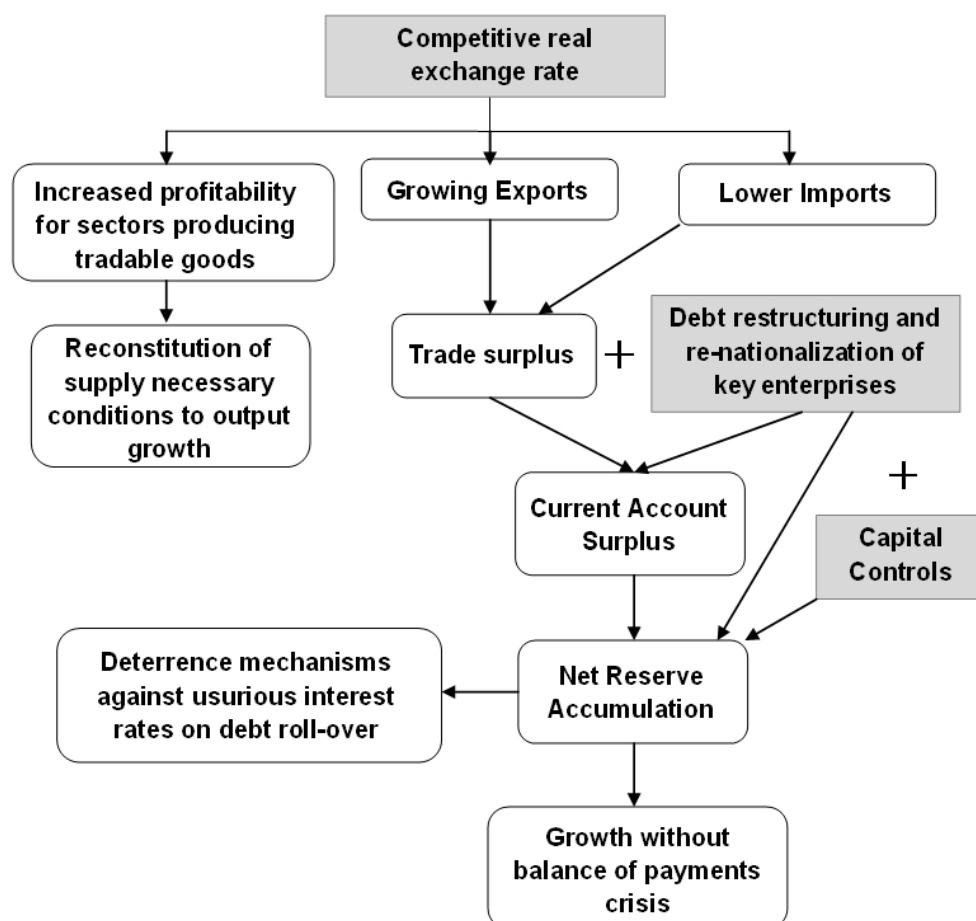 Competitive real
exchange rate
Increased profitability
for sectors producing
tradable goods
Growing Exports
Lower Imports
Reconstitution of
supply necessary
conditions to output
growth
Trade surplus
+
Debt restructuring and
re-nationalization of
key enterprises
+
Current Account
Surplus
Capital
Controls
Deterrence mechanisms
against usurious interest
rates on debt roll-over
Net Reserve
Accumulation
Growth without
balance of payments
crisis